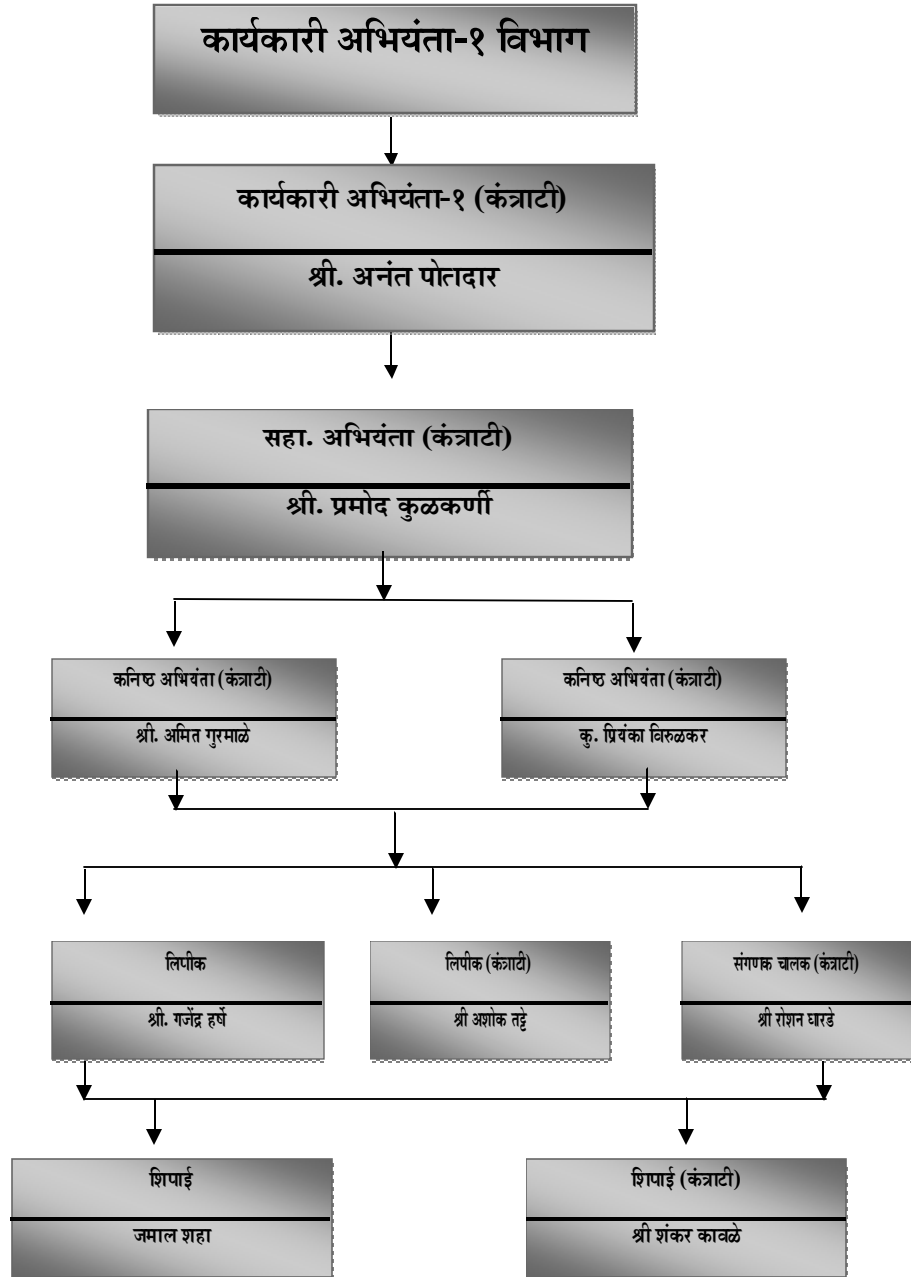 कार्यकारी अभियंता-१ विभाग
कार्यकारी अभियंता-१ (कंत्राटी)
श्री. अनंत पोतदार
सहा. अभियंता (कंत्राटी)
श्री. प्रमोद कुळकर्णी
कनिष्ठ अभियंता (कंत्राटी)
श्री. अमित गुरमाळे
कनिष्ठ अभियंता (कंत्राटी)
कु. प्रियंका विरुळकर
लिपीक
श्री. गजेंद्र हर्षे
लिपीक (कंत्राटी)
श्री अशोक तट्टे
संगणक चालक (कंत्राटी)
श्री रोशन घारडे
शिपाई
जमाल शहा
शिपाई (कंत्राटी)
श्री शंकर कावळे